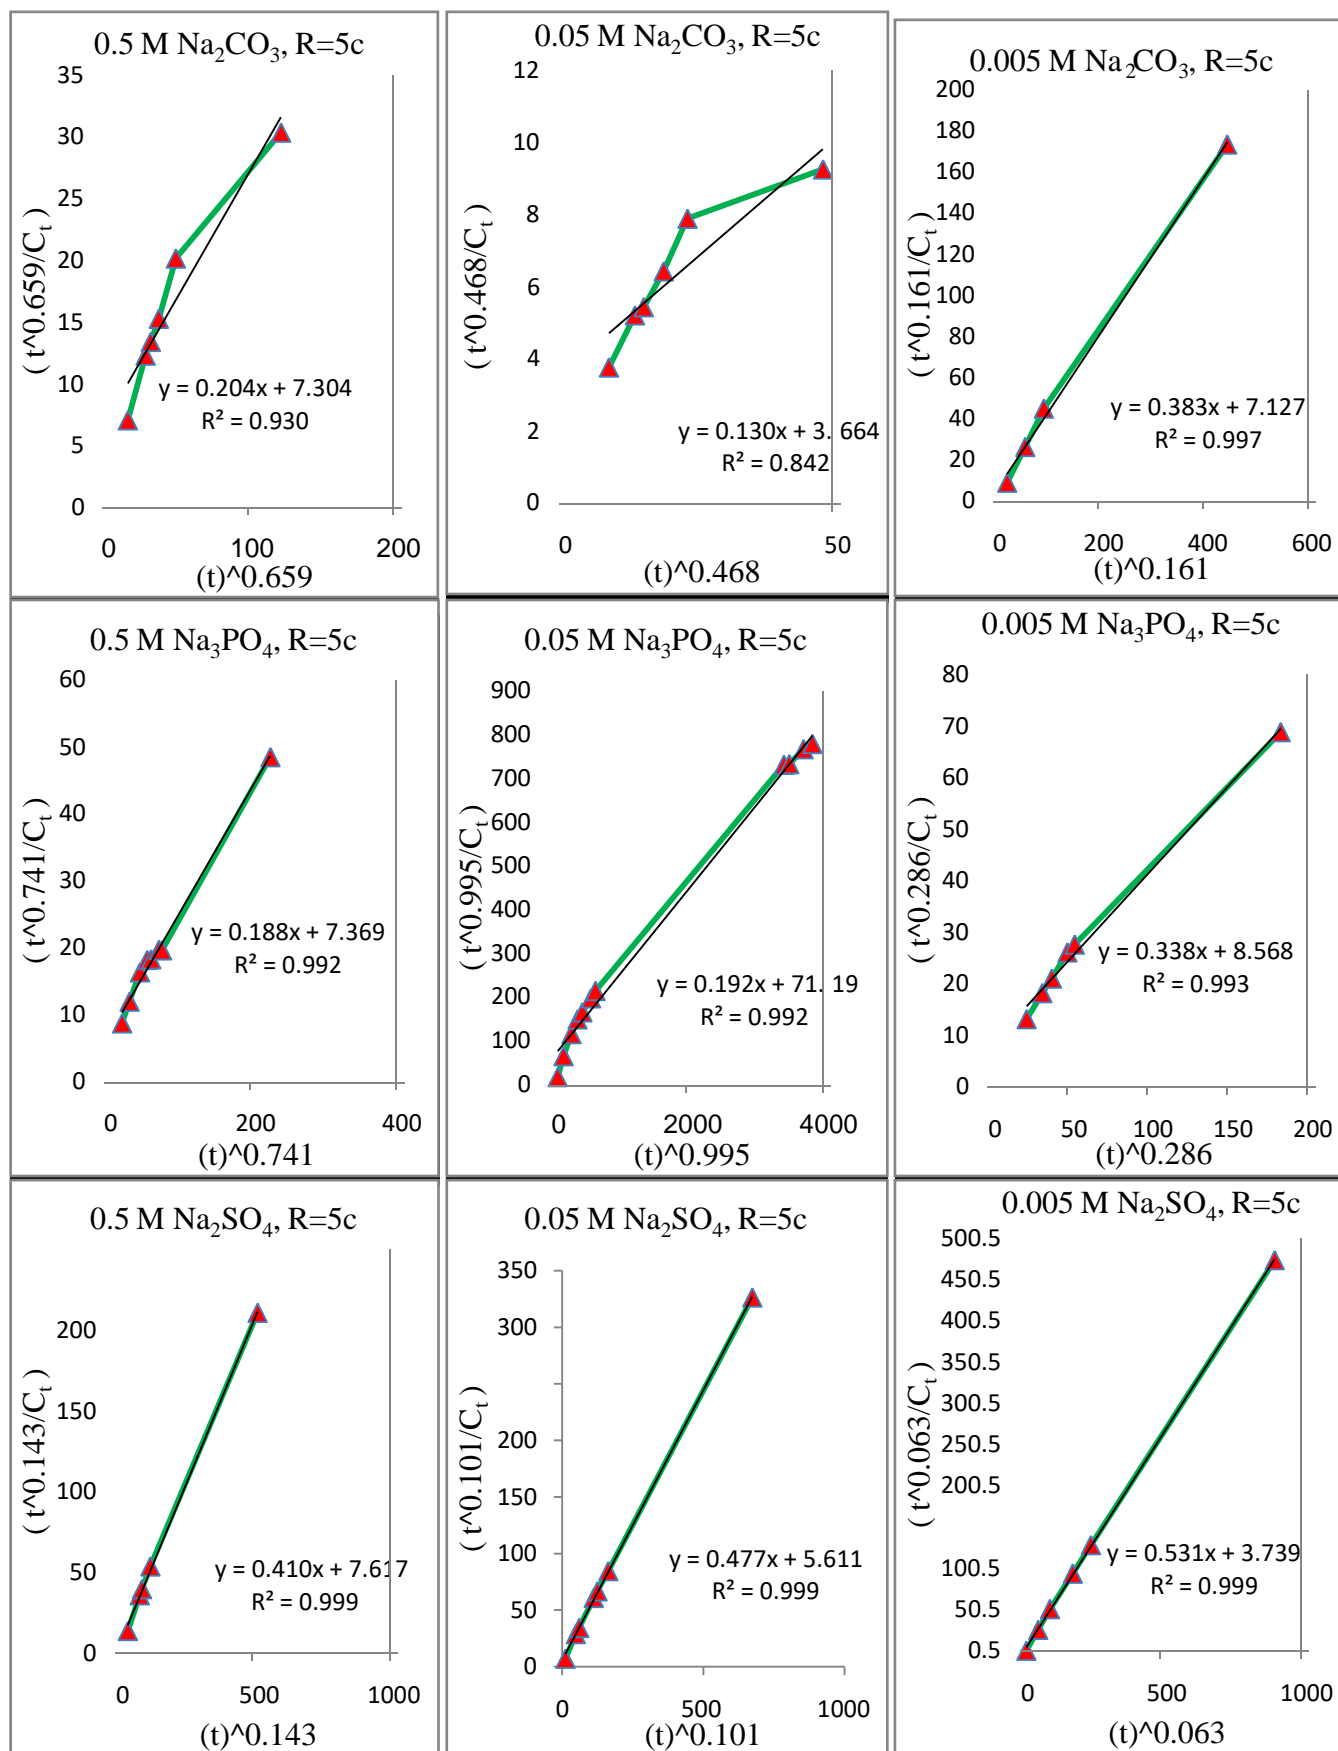 0.5 M Na₂CO₃, R=5c
35
30
25
20
15
10
5
0
(t^0.659/Cₜ)
y = 0.204x + 7.304
R² = 0.930
0 100 200
(t)^0.659
0.05 M Na₂CO₃, R=5c
12
10
8
6
4
2
0
(t^0.468/Cₜ)
y = 0.130x + 3.664
R² = 0.842
0 50
(t)^0.468
0.005 M Na₂CO₃, R=5c
200
180
160
140
120
100
80
60
40
20
0
(t^0.161/Cₜ)
y = 0.383x + 7.127
R² = 0.997
0 200 400 600
(t)^0.161
0.5 M Na₃PO₄, R=5c
60
50
40
30
20
10
0
(t^0.741/Cₜ)
y = 0.188x + 7.369
R² = 0.992
0 200 400
(t)^0.741
0.05 M Na₃PO₄, R=5c
900
800
700
600
500
400
300
200
100
0
(t^0.995/Cₜ)
y = 0.192x + 71.19
R² = 0.992
0 2000 4000
(t)^0.995
0.005 M Na₃PO₄, R=5c
80
70
60
50
40
30
20
10
0
(t^0.286/Cₜ)
y = 0.338x + 8.568
R² = 0.993
0 50 100 150 200
(t)^0.286
0.5 M Na₂SO₄, R=5c
200
150
100
50
0
(t^0.143/Cₜ)
y = 0.410x + 7.617
R² = 0.999
0 500 1000
(t)^0.143
0.05 M Na₂SO₄, R=5c
350
300
250
200
150
100
50
0
(t^0.101/Cₜ)
y = 0.477x + 5.611
R² = 0.999
0 500 1000
(t)^0.101
0.005 M Na₂SO₄, R=5c
500.5
450.5
400.5
350.5
300.5
250.5
200.5
100.5
50.5
0.5
(t^0.063/Cₜ)
y = 0.531x + 3.739
R² = 0.999
0 500 1000
(t)^0.063